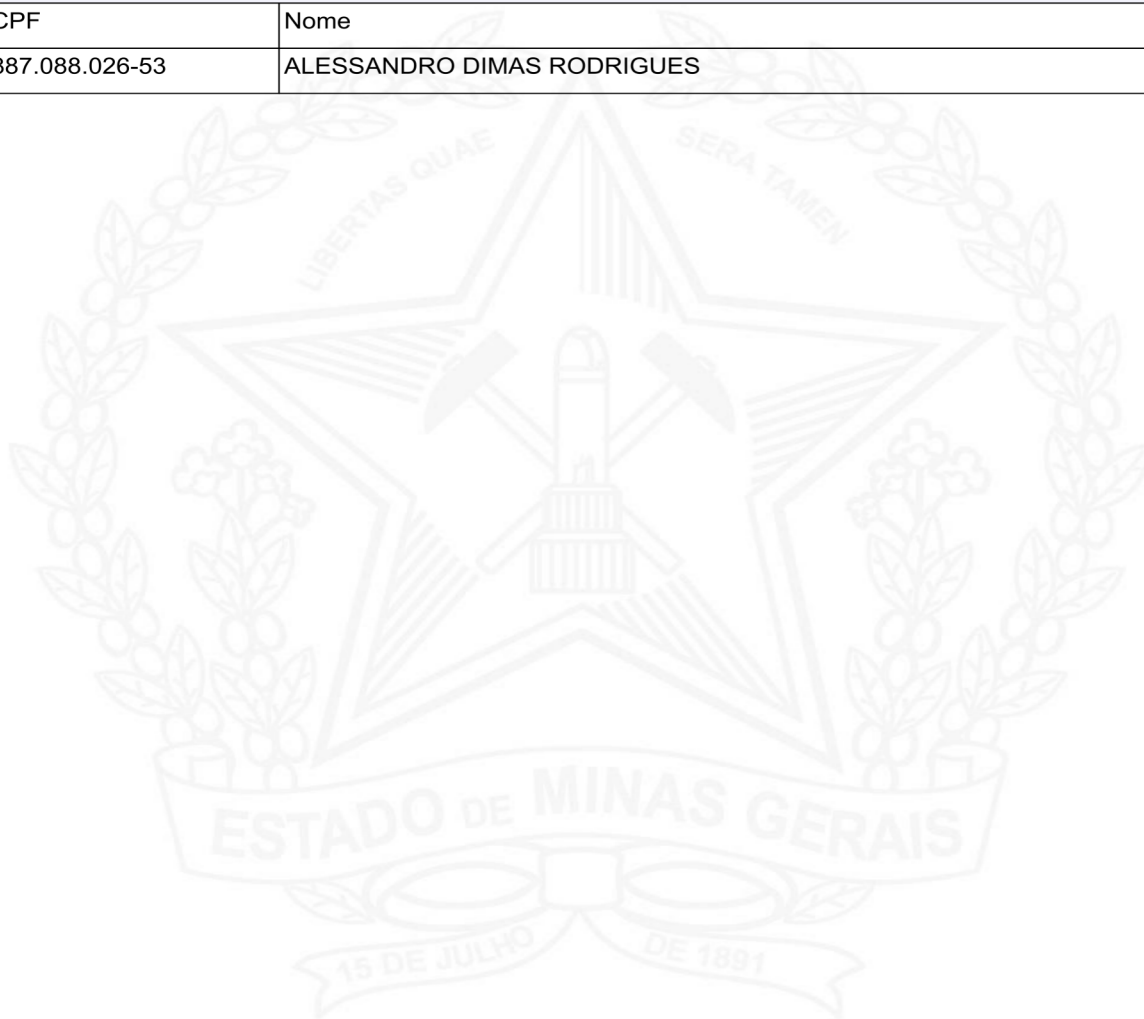 CPF Nome
887.088.026-53 ALESSANDRO DIMAS RODRIGUES
LIBERTAS QUAE SERA TAMEN
ESTADO DE MINAS GERAIS
15 DE JULHO DE 1891